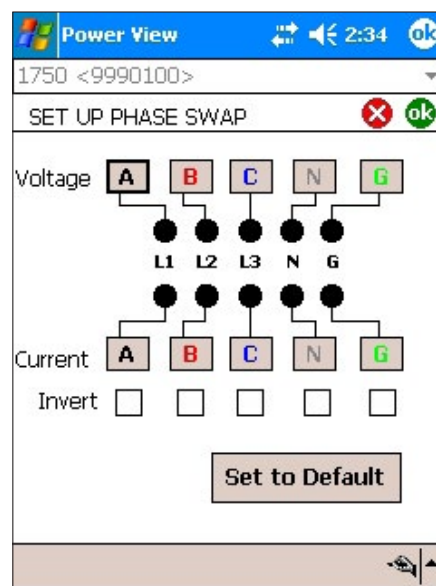 Power View 2:34 ok
1750 <9990100>
SET UP PHASE SWAP ok
Voltage A B C N G
L1 L2 L3 N G
Current A B C N G
Invert
Set to Default